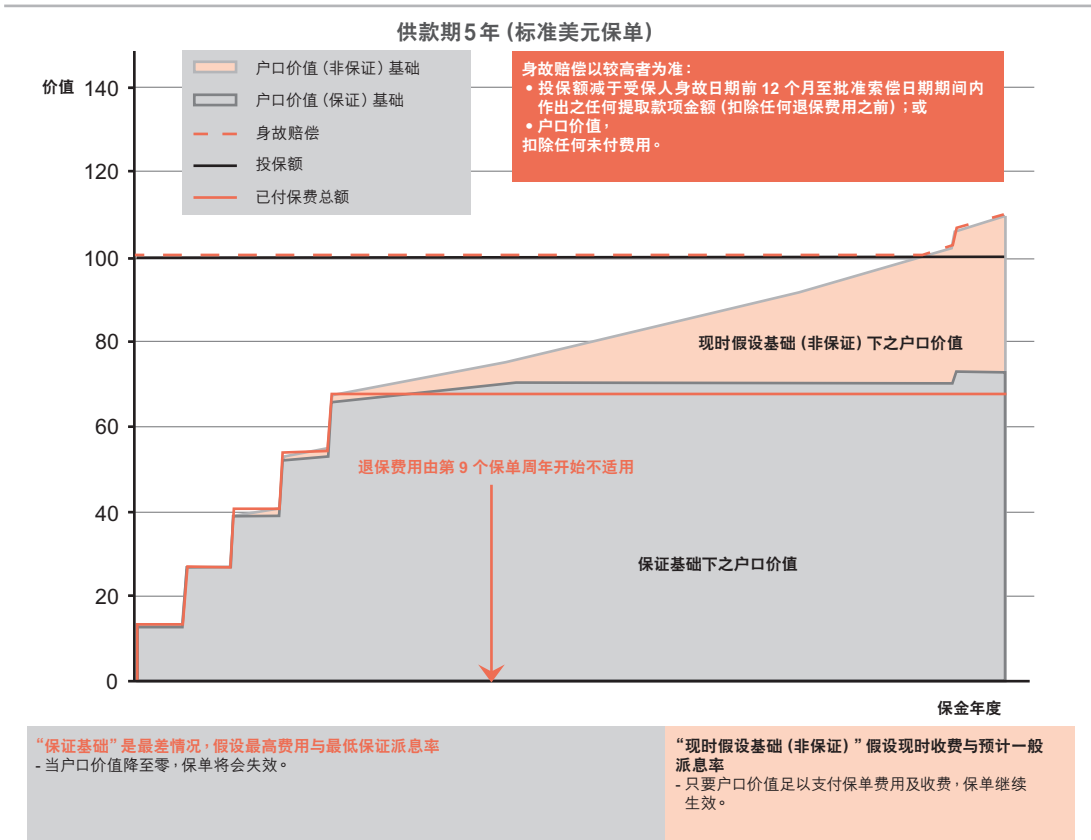 供款期5年 (标准美元保单)
价值
140
120
100
80
60
40
20
0
户口价值 (非保证) 基础
户口价值 (保证) 基础
身故赔偿
投保额
已付保费总额
身故赔偿以较高者为准：
• 投保额减于受保人身故日期前 12 个月至批准索偿日期期间内
作出之任何提取款项金额 (扣除任何退保费用之前)；或
• 户口价值，
扣除任何未付费用。
现时假设基础 (非保证) 下之户口价值
退保费用由第 9 个保单周年开始不适用
保证基础下之户口价值
保金年度
“保证基础”是最差情况，假设最高费用与最低保证派息率
- 当户口价值降至零，保单将会失效。
“现时假设基础 (非保证)”假设现时收费与预计一般
派息率
- 只要户口价值足以支付保单费用及收费，保单继续
生效。